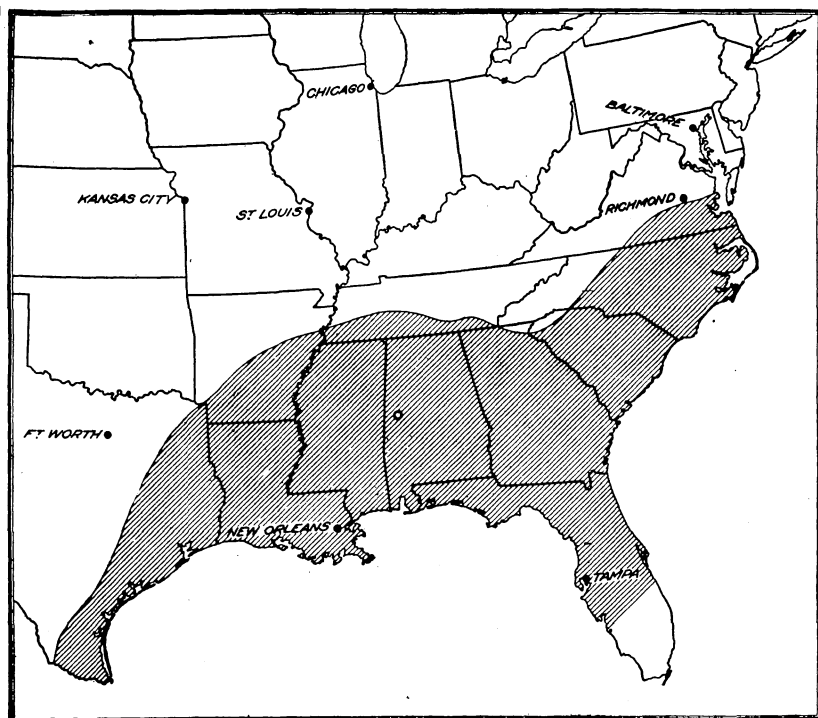 CHICAGO
BALTIMORE
KANSAS CITY
ST LOUIS
RICHMOND
FT WORTH
NEW ORLEANS
TAMPA